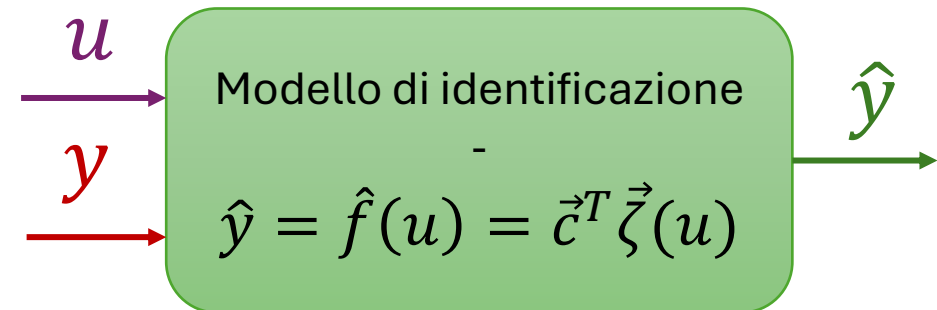 u
y
Modello di identificazione
-
ŷ = f̂(u) = c⃗ᵀζ⃗(u)
ŷ